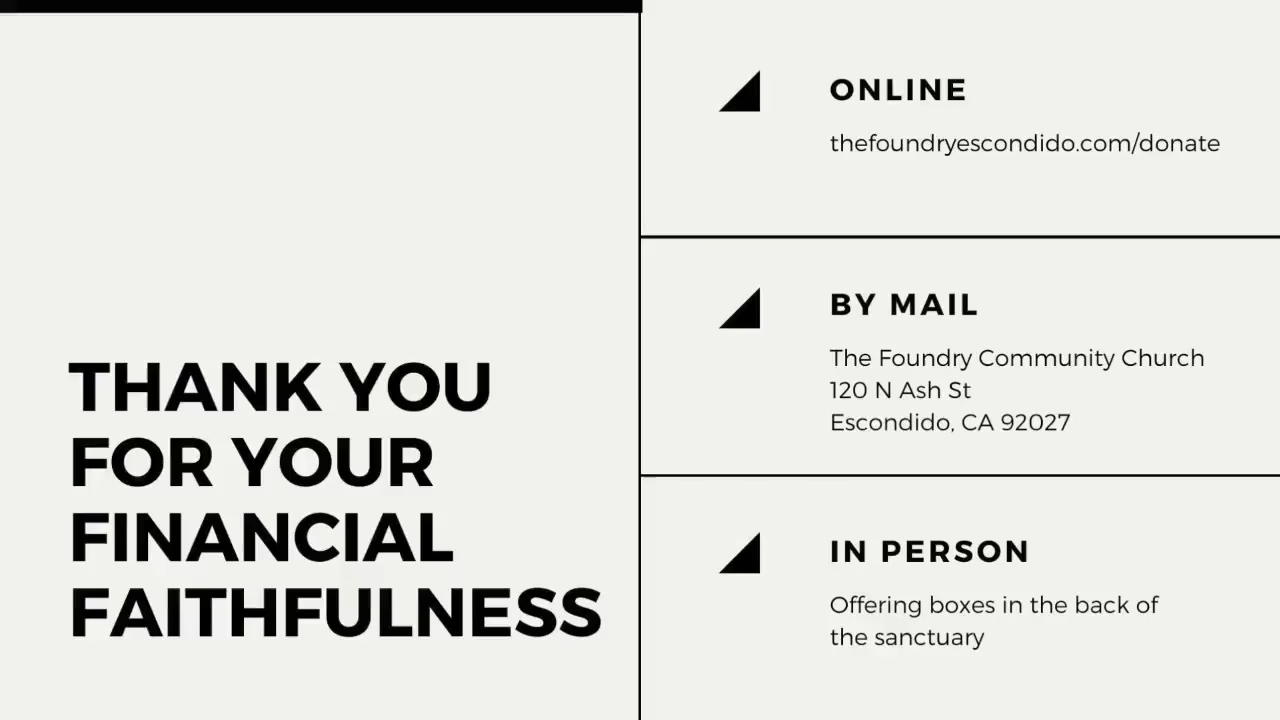 THANK YOU
FOR YOUR
FINANCIAL
FAITHFULNESS
ONLINE
thefoundryescondido.com/donate
BY MAIL
The Foundry Community Church
120 N Ash St
Escondido, CA 92027
IN PERSON
Offering boxes in the back of
the sanctuary